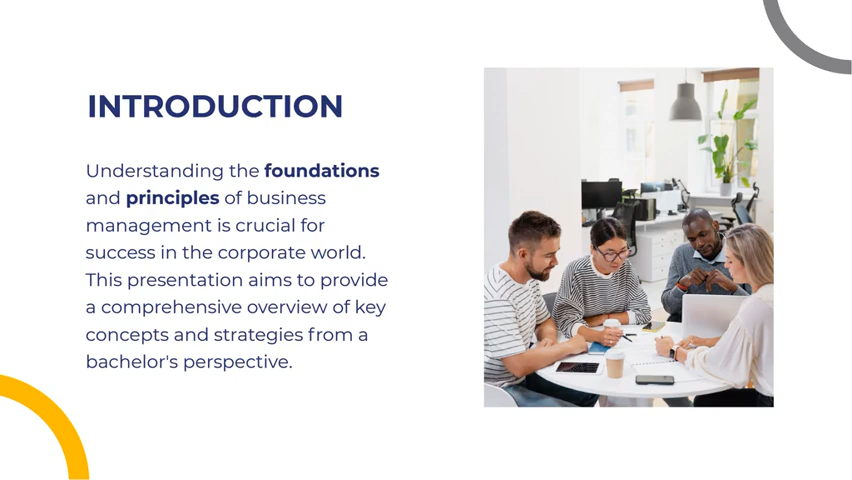 INTRODUCTION
Understanding the foundations
and principles of business
management is crucial for
success in the corporate world.
This presentation aims to provide
a comprehensive overview of key
concepts and strategies from a
bachelor's perspective.